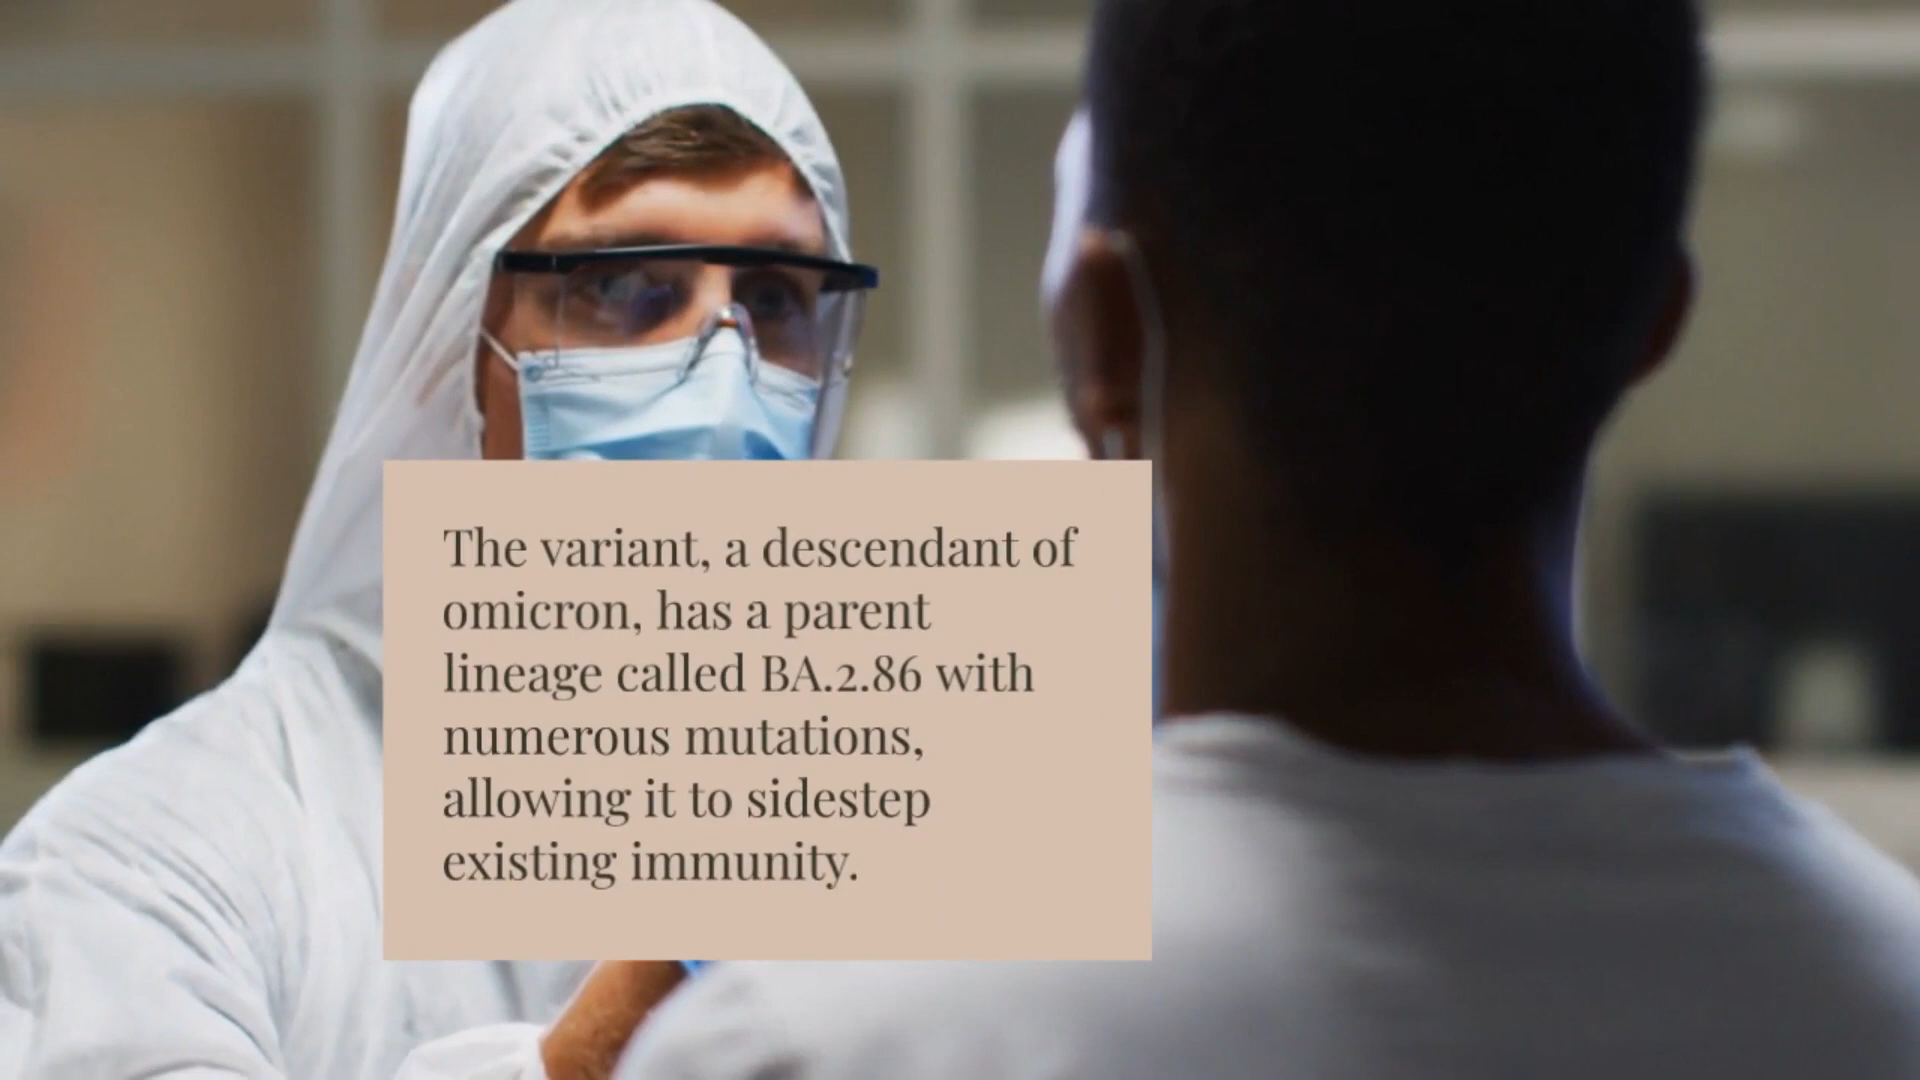 The variant, a descendant of
omicron, has a parent
lineage called BA.2.86 with
numerous mutations,
allowing it to sidestep
existing immunity.